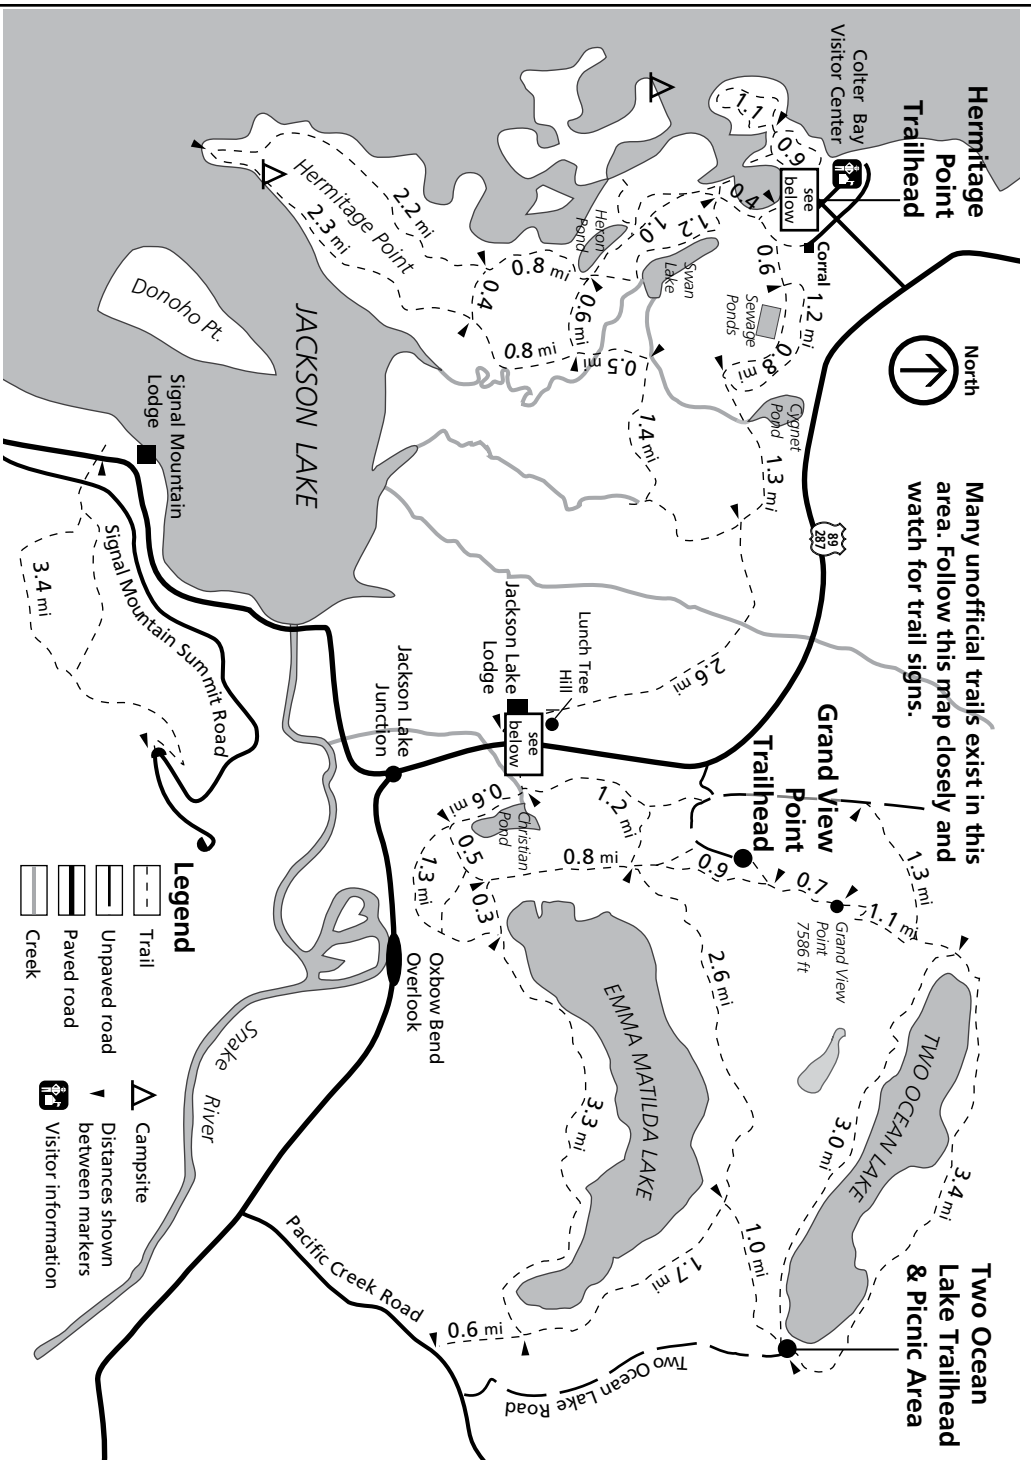 Hermitage
Point
Trailhead
Colter Bay
Visitor Center
see
below
Corral
1.1
0.9
0.4
0.6
1.2 mi
Sewage
Ponds
0.8 mi
Cygnet
Pond
1.3 mi
Swan
Lake
1.2
1.0
Heron
Pond
0.8 mi
0.6 mi
0.5 mi
1.4 mi
0.4
0.8 mi
2.2 mi
Hermitage Point
2.3 mi
Donoho Pt.
JACKSON LAKE
Signal Mountain
Lodge
North
Many unofficial trails exist in this
area. Follow this map closely and
watch for trail signs.
89
287
2.6 mi
Lunch Tree
Hill
Jackson Lake
Lodge
see
below
Jackson Lake
Junction
Signal Mountain Summit Road
3.4 mi
Grand View
Point
Trailhead
0.9
0.7
1.1 mi
1.3 mi
Grand View
Point
7586 ft
1.2 mi
0.8 mi
Christian
Pond
0.6 mi
0.5
0.3
1.3 mi
2.6 mi
EMMA MATILDA LAKE
3.3 mi
TWO OCEAN LAKE
3.0 mi
3.4 mi
1.0 mi
1.7 mi
0.6 mi
Two Ocean
Lake Trailhead
& Picnic Area
Two Ocean Lake Road
Pacific Creek Road
Oxbow Bend
Overlook
Snake River
Legend
Trail
Unpaved road
Paved road
Creek
Campsite
Distances shown
between markers
Visitor information